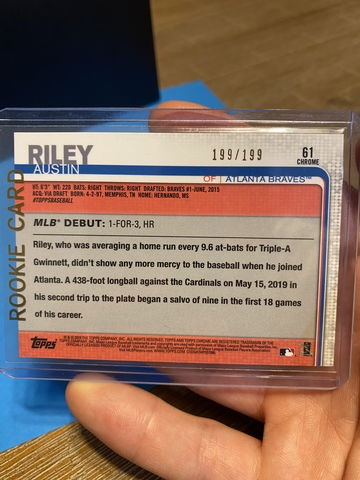 ROOKIE CARD
RILEY
AUSTIN
199/199
61
CHROME
OF | ATLANTA BRAVES™
HT: 6'3" WT: 220 BATS: RIGHT THROWS: RIGHT DRAFTED: BRAVES #1-JUNE, 2015
ACQ: VIA DRAFT BORN: 4-2-97, MEMPHIS, TN HOME: HERNANDO, MS
#TOPPSBASEBALL
MLB® DEBUT: 1-FOR-3, HR
Riley, who was averaging a home run every 9.6 at-bats for Triple-A
Gwinnett, didn't show any more mercy to the baseball when he joined
Atlanta. A 438-foot longball against the Cardinals on May 15, 2019 in
his second trip to the plate began a salvo of nine in the first 18 games
of his career.
Topps